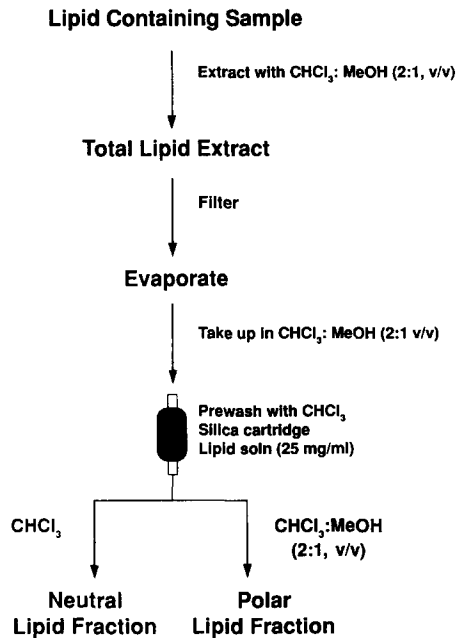 Lipid Containing Sample
Extract with CHCl₃: MeOH (2:1, v/v)
Total Lipid Extract
Filter
Evaporate
Take up in CHCl₃: MeOH (2:1 v/v)
Prewash with CHCl₃
Silica cartridge
Lipid soln (25 mg/ml)
CHCl₃
CHCl₃:MeOH
(2:1, v/v)
Neutral
Lipid Fraction
Polar
Lipid Fraction